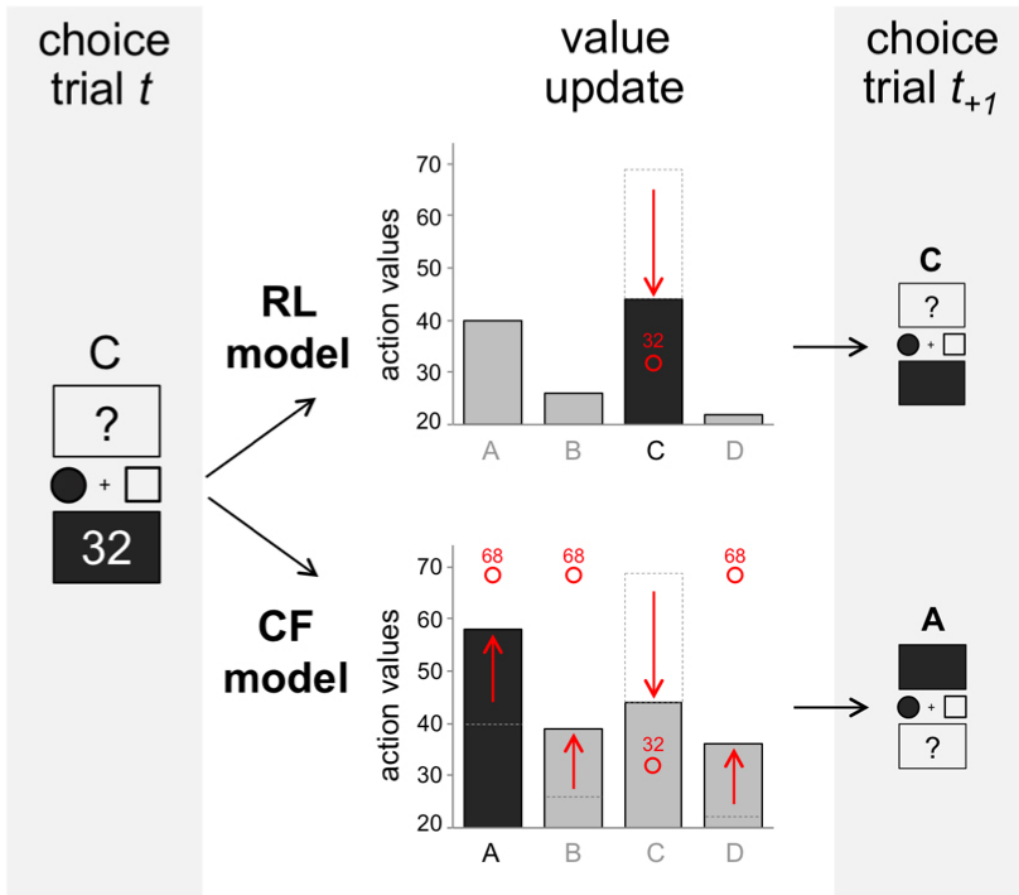 choice
trial t
value
update
choice
trial t+1
C
?
+
32
RL
model
action values
70
60
50
40
30
20
32
A B C D
C
?
+
CF
model
action values
70
60
50
40
30
20
68 68 68
32
A B C D
A
+
?